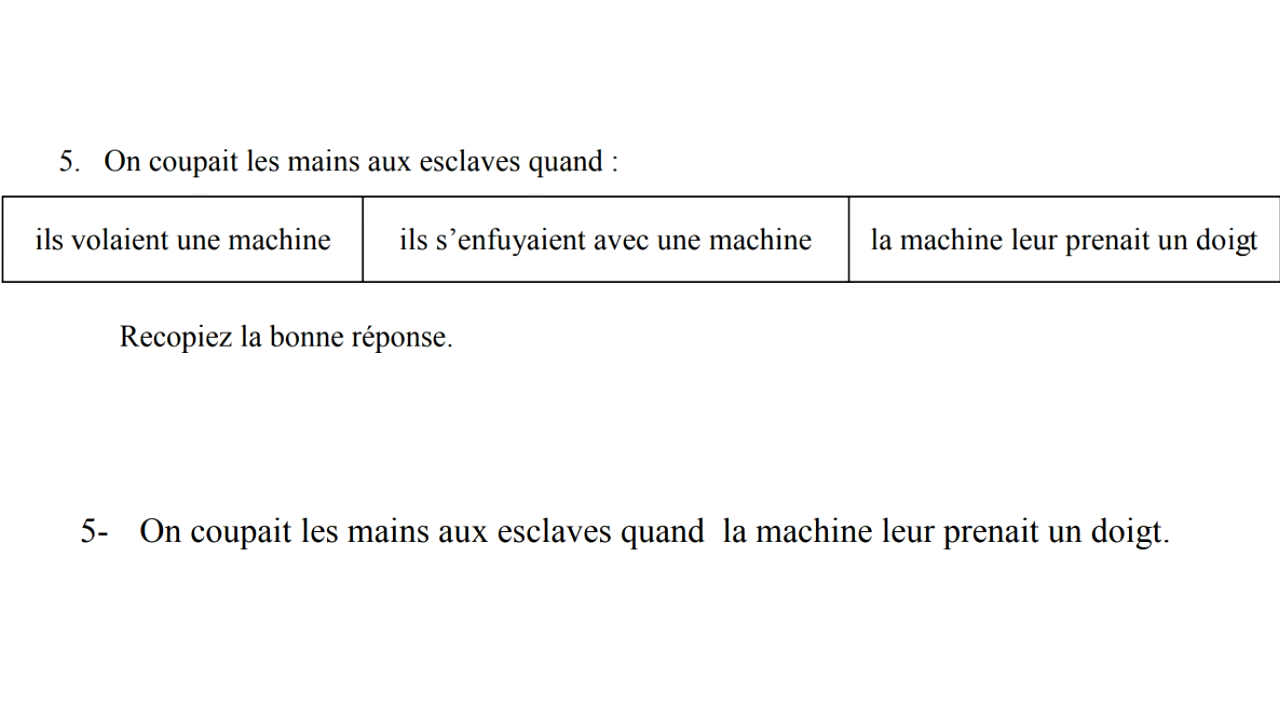 5. On coupait les mains aux esclaves quand :
ils volaient une machine
ils s’enfuyaient avec une machine
la machine leur prenait un doigt
Recopiez la bonne réponse.
5- On coupait les mains aux esclaves quand la machine leur prenait un doigt.